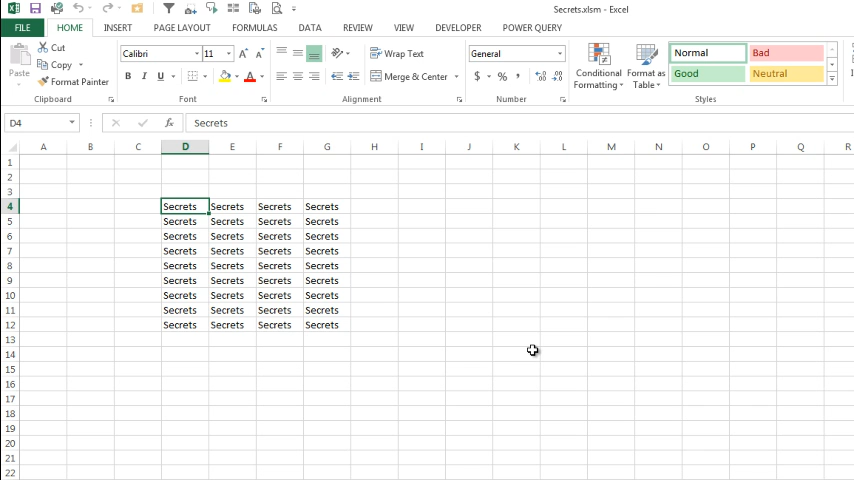 Secrets.xlsm - Excel
FILE HOME INSERT PAGE LAYOUT FORMULAS DATA REVIEW VIEW DEVELOPER POWER QUERY
Cut
Copy
Format Painter
Paste
Calibri 11
B I U
Wrap Text
Merge & Center
General
$ % ,
Conditional Formatting
Format as Table
Normal Bad
Good Neutral
Clipboard Font Alignment Number Styles
D4 fx Secrets
A B C D E F G H I J K L M N O P Q R
1
2
3
4 Secrets Secrets Secrets Secrets
5 Secrets Secrets Secrets Secrets
6 Secrets Secrets Secrets Secrets
7 Secrets Secrets Secrets Secrets
8 Secrets Secrets Secrets Secrets
9 Secrets Secrets Secrets Secrets
10 Secrets Secrets Secrets Secrets
11 Secrets Secrets Secrets Secrets
12 Secrets Secrets Secrets Secrets
13
14
15
16
17
18
19
20
21
22